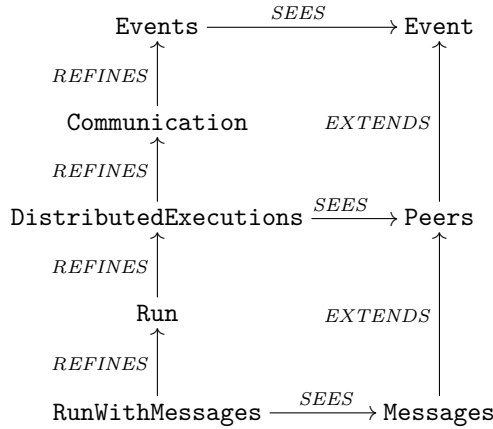 Events SEES Event
REFINES
Communication EXTENDS
REFINES
DistributedExecutions SEES Peers
REFINES
Run EXTENDS
REFINES
RunWithMessages SEES Messages